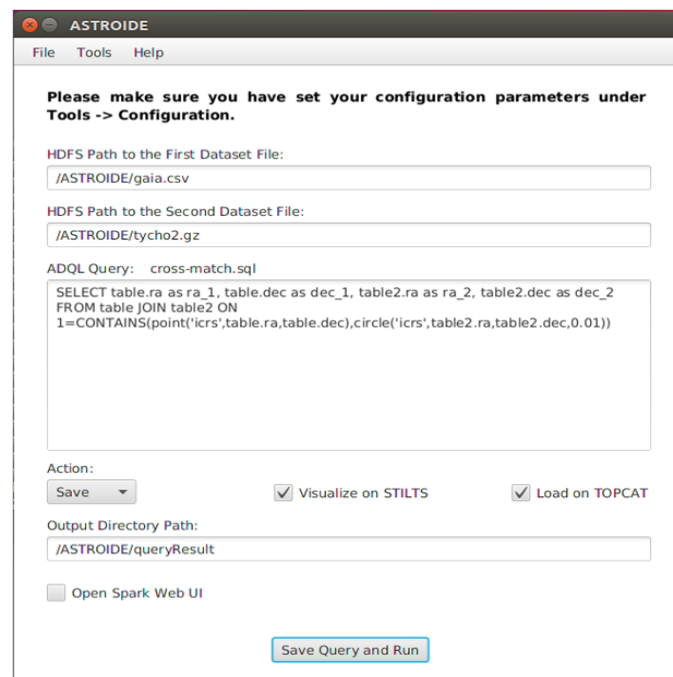 ASTROIDE
File Tools Help
Please make sure you have set your configuration parameters under
Tools -> Configuration.
HDFS Path to the First Dataset File:
/ASTROIDE/gaia.csv
HDFS Path to the Second Dataset File:
/ASTROIDE/tycho2.gz
ADQL Query: cross-match.sql
SELECT table.ra as ra_1, table.dec as dec_1, table2.ra as ra_2, table2.dec as dec_2
FROM table JOIN table2 ON
1=CONTAINS(point('icrs',table.ra,table.dec),circle('icrs',table2.ra,table2.dec,0.01))
Action:
Save Visualize on STILTS Load on TOPCAT
Output Directory Path:
/ASTROIDE/queryResult
Open Spark Web UI
Save Query and Run